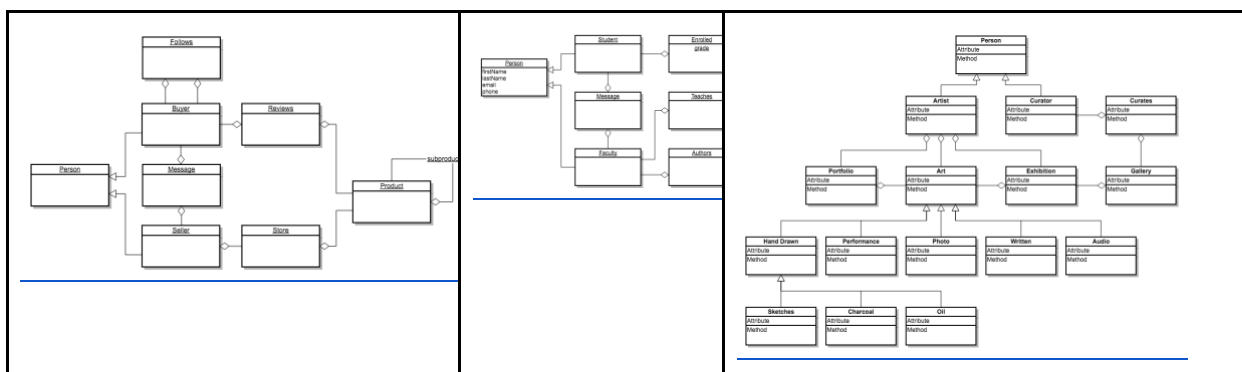 Follows
Buyer
Reviews
Person
Message
Product
Seller
Store
Student
Enrolled
grade
Person
firstName
lastName
email
phone
Message
Teaches
Faculty
Authors
Person
Attribute
Method
Artist
Attribute
Method
Curator
Attribute
Method
Curates
Attribute
Method
Portfolio
Attribute
Method
Art
Attribute
Method
Exhibition
Attribute
Method
Gallery
Attribute
Method
Hand Drawn
Attribute
Method
Performance
Attribute
Method
Photo
Attribute
Method
Written
Attribute
Method
Audio
Attribute
Method
Sketches
Attribute
Method
Charcoal
Attribute
Method
Oil
Attribute
Method